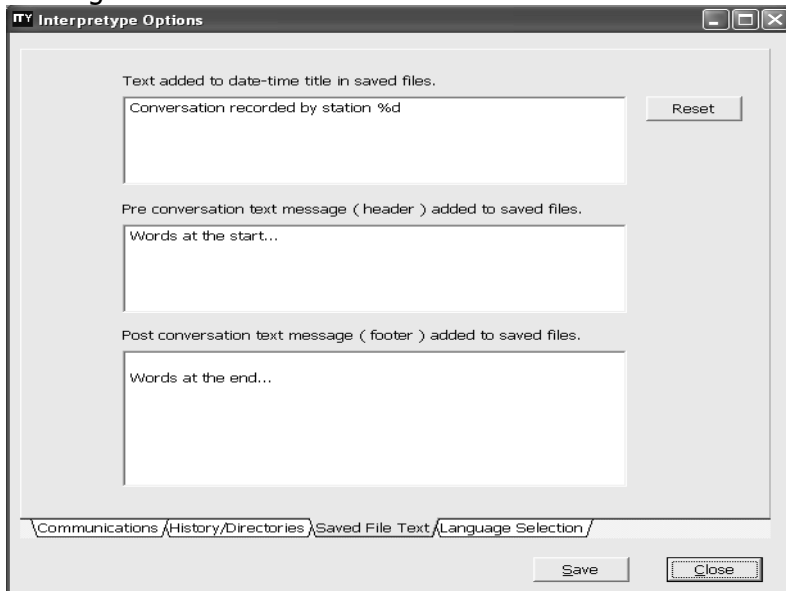 ITY Interpretype Options
Text added to date-time title in saved files.
Conversation recorded by station %d
Reset
Pre conversation text message ( header ) added to saved files.
Words at the start...
Post conversation text message ( footer ) added to saved files.
Words at the end...
Communications History/Directories Saved File Text Language Selection
Save Close